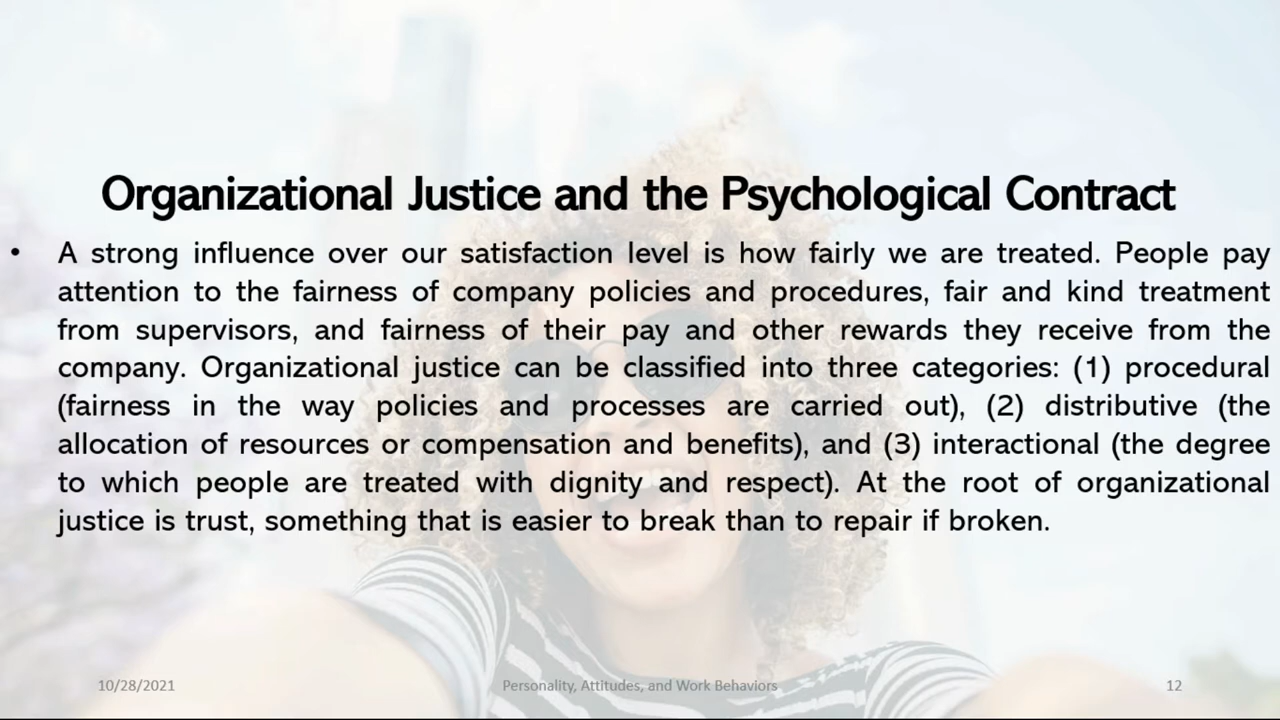 Organizational Justice and the Psychological Contract
• A strong influence over our satisfaction level is how fairly we are treated. People pay
attention to the fairness of company policies and procedures, fair and kind treatment
from supervisors, and fairness of their pay and other rewards they receive from the
company. Organizational justice can be classified into three categories: (1) procedural
(fairness in the way policies and processes are carried out), (2) distributive (the
allocation of resources or compensation and benefits), and (3) interactional (the degree
to which people are treated with dignity and respect). At the root of organizational
justice is trust, something that is easier to break than to repair if broken.
10/28/2021
Personality, Attitudes, and Work Behaviors
12